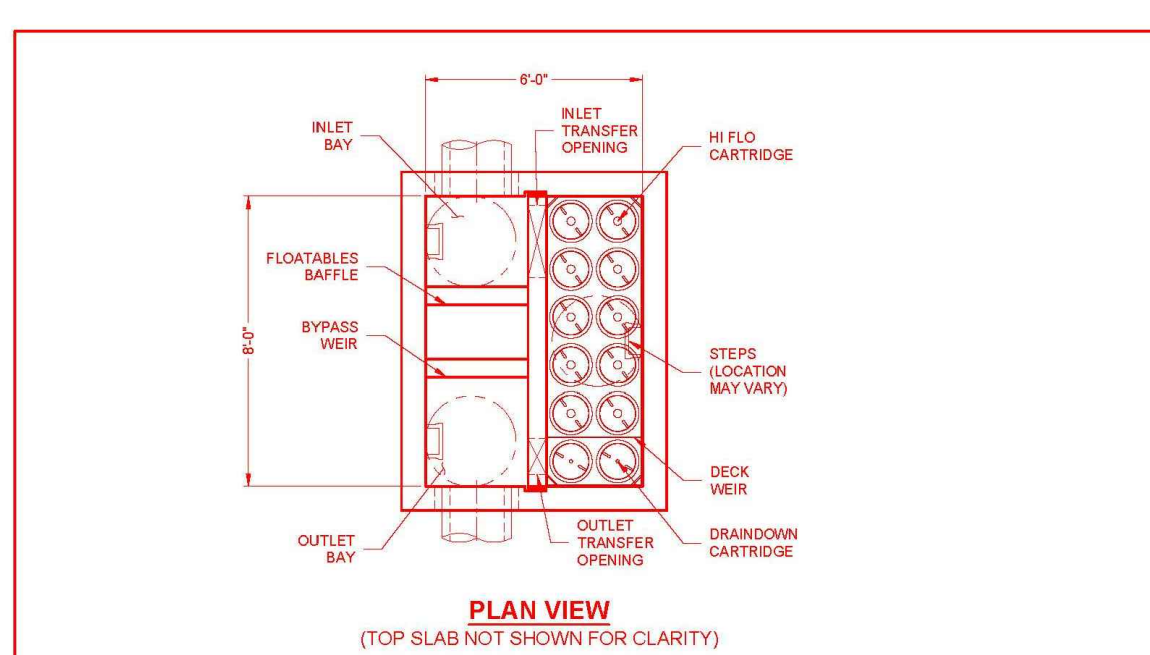 6'-0"
INLET
BAY
INLET
TRANSFER
OPENING
HI FLO
CARTRIDGE
FLOATABLES
BAFFLE
8'-0"
BYPASS
WEIR
STEPS
(LOCATION
MAY VARY)
DECK
WEIR
OUTLET
BAY
OUTLET
TRANSFER
OPENING
DRAINDOWN
CARTRIDGE
PLAN VIEW
(TOP SLAB NOT SHOWN FOR CLARITY)